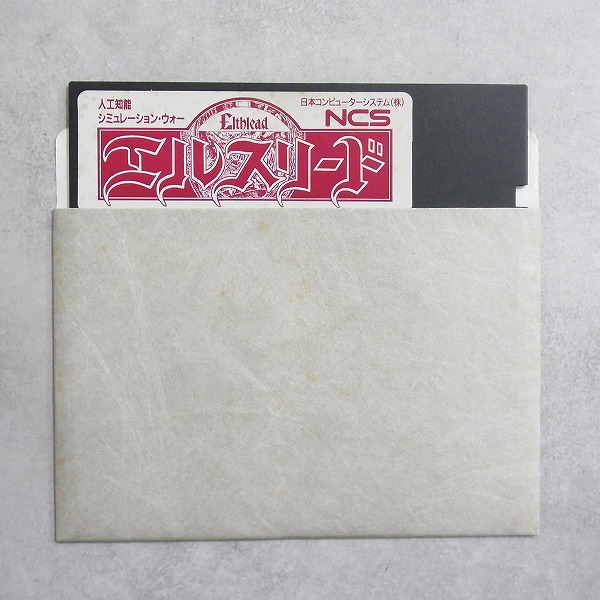 人工知能
シミュレーション・ウォー
日本コンピューターシステム(株)
NCS
Elthlead
エルスリード